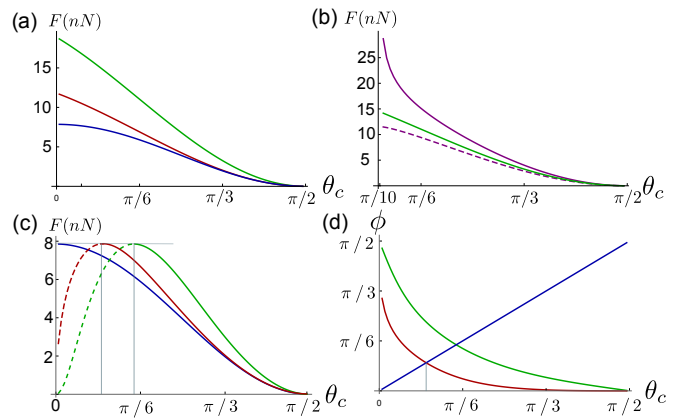 (a) F(nN)
15
10
5
0 π/6 π/3 π/2 θc
(b) F(nN)
25
20
15
10
5
π/10 π/6 π/3 π/2 θc
(c) F(nN)
8
6
4
2
0 π/6 π/3 π/2 θc
(d) ϕ
π/2
π/3
π/6
0 π/6 π/3 π/2 θc